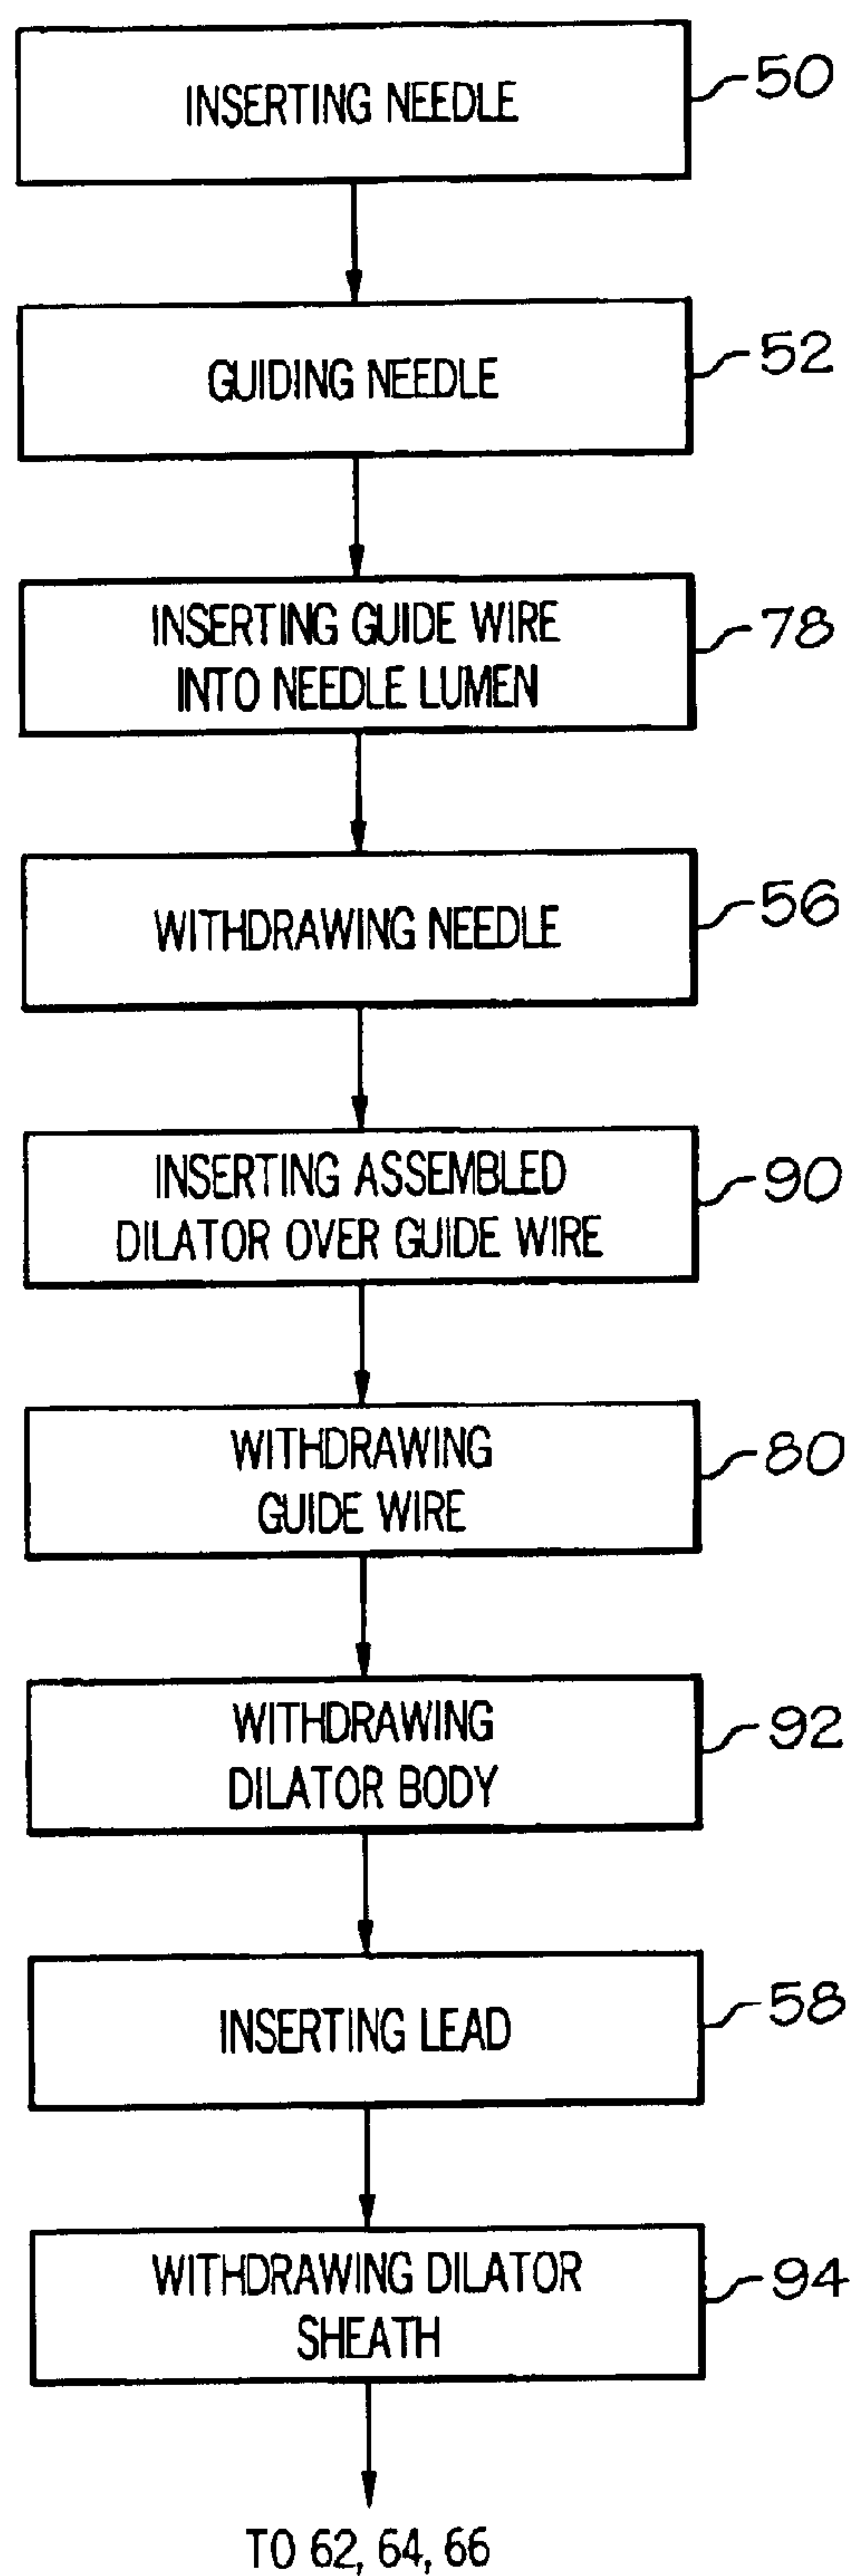 INSERTING NEEDLE
50
GUIDING NEEDLE
52
INSERTING GUIDE WIRE
INTO NEEDLE LUMEN
78
WITHDRAWING NEEDLE
56
INSERTING ASSEMBLED
DILATOR OVER GUIDE WIRE
90
WITHDRAWING
GUIDE WIRE
80
WITHDRAWING
DILATOR BODY
92
INSERTING LEAD
58
WITHDRAWING DILATOR
SHEATH
94
TO 62, 64, 66